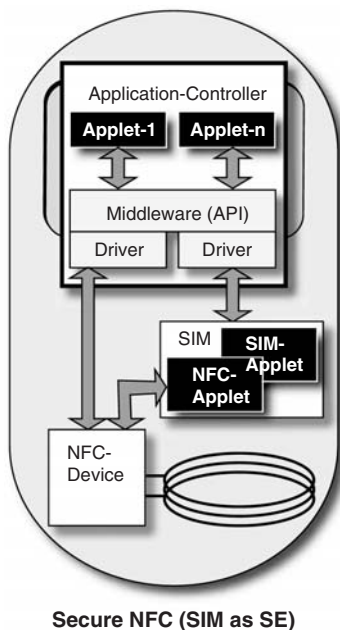 Application-Controller
Applet-1 Applet-n
Middleware (API)
Driver Driver
SIM
SIM-
Applet
NFC-
Applet
NFC-
Device
Secure NFC (SIM as SE)